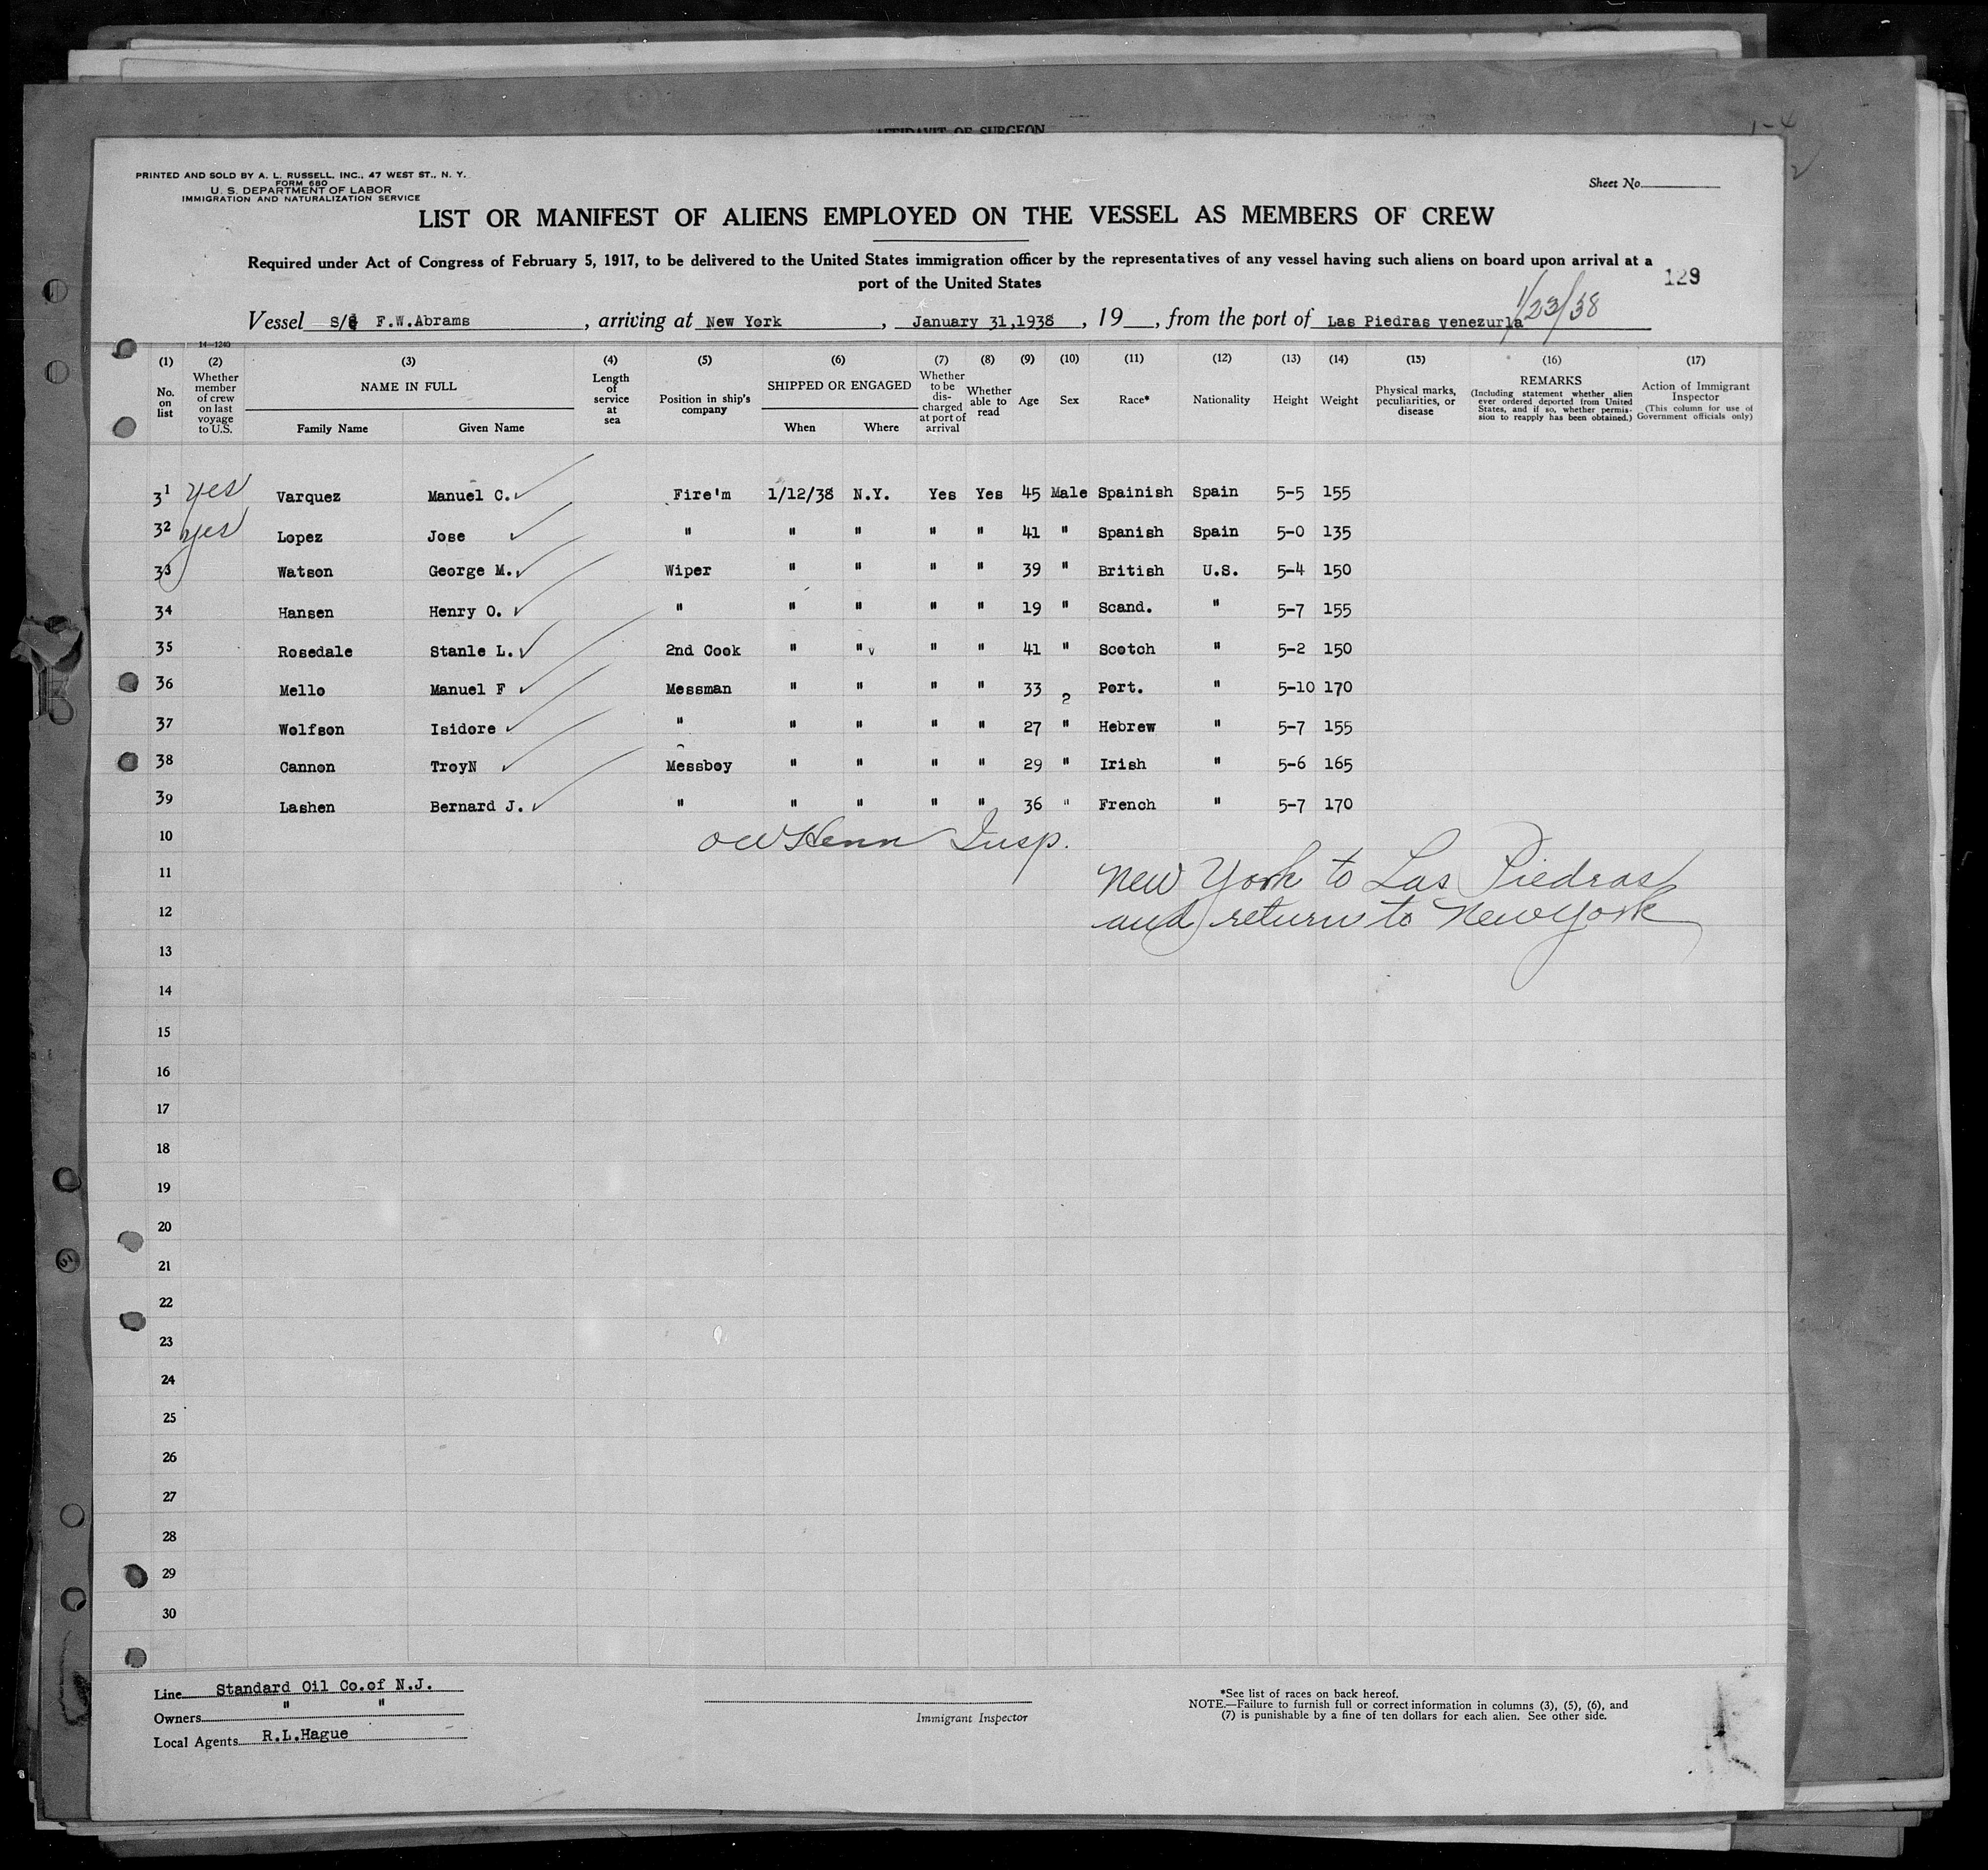 AFFIDAVIT OF SURGEON
PRINTED AND SOLD BY A. L. RUSSELL, INC., 47 WEST ST., N. Y.
FORM 680
U. S. DEPARTMENT OF LABOR
IMMIGRATION AND NATURALIZATION SERVICE
Sheet No.
LIST OR MANIFEST OF ALIENS EMPLOYED ON THE VESSEL AS MEMBERS OF CREW
Required under Act of Congress of February 5, 1917, to be delivered to the United States immigration officer by the representatives of any vessel having such aliens on board upon arrival at a
port of the United States
129
1/23/38
Vessel S/S F.W.Abrams, arriving at New York, January 31,1938, 19__, from the port of Las Piedras venezurla
14-1240
(1) (2) (3) (4) (5) (6) (7) (8) (9) (10) (11) (12) (13) (14) (15) (16) (17)
No. on list
Whether member of crew on last voyage to U.S.
NAME IN FULL
Family Name Given Name
Length of service at sea
Position in ship's company
SHIPPED OR ENGAGED
When Where
Whether to be discharged at port of arrival
Whether able to read
Age Sex Race* Nationality Height Weight
Physical marks, peculiarities, or disease
REMARKS
(Including statement whether alien ever ordered deported from United States, and if so, whether permission to reapply has been obtained.)
Action of Immigrant Inspector
(This column for use of Government officials only)
31 yes Varquez Manuel C. Fire'm 1/12/38 N.Y. Yes Yes 45 Male Spainish Spain 5-5 155
32 yes Lopez Jose " " " " " 41 " Spanish Spain 5-0 135
33 Watson George M. Wiper " " " " 39 " British U.S. 5-4 150
34 Hansen Henry O. " " " " " 19 " Scand. " 5-7 155
35 Rosedale Stanle L. 2nd Cook " " " " 41 " Scotch " 5-2 150
36 Mello Manuel F Messman " " " " 33 Port. " 5-10 170
37 Wolfson Isidore " " " " " 27 " Hebrew " 5-7 155
38 Cannon TroyN Messboy " " " " 29 " Irish " 5-6 165
39 Lashen Bernard J. " " " " " 36 " French " 5-7 170
10 Insp.
11 New York to Las Piedras
12 and return to New York
13
14
15
16
17
18
19
20
21
22
23
24
25
26
27
28
29
30
Line Standard Oil Co.of N.J.
Owners " "
Local Agents R.L.Hague
Immigrant Inspector
*See list of races on back hereof.
NOTE.—Failure to furnish full or correct information in columns (3), (5), (6), and
(7) is punishable by a fine of ten dollars for each alien. See other side.